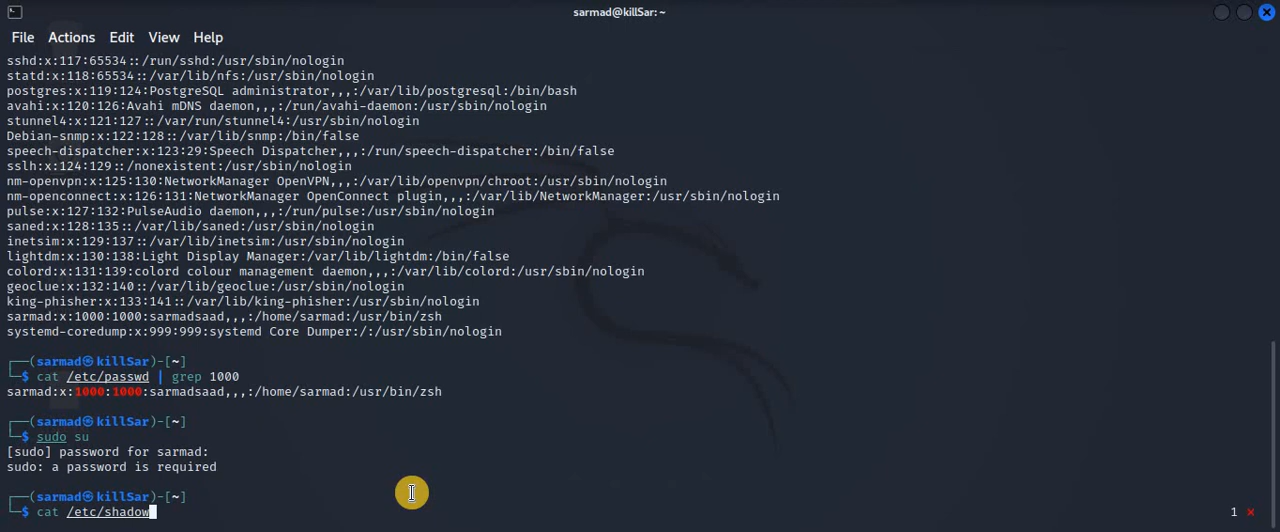 sarmad@killSar: ~
File Actions Edit View Help
sshd:x:117:65534::/run/sshd:/usr/sbin/nologin
statd:x:118:65534::/var/lib/nfs:/usr/sbin/nologin
postgres:x:119:124:PostgreSQL administrator,,,:/var/lib/postgresql:/bin/bash
avahi:x:120:126:Avahi mDNS daemon,,,:/run/avahi-daemon:/usr/sbin/nologin
stunnel4:x:121:127::/var/run/stunnel4:/usr/sbin/nologin
Debian-snmp:x:122:128::/var/lib/snmp:/bin/false
speech-dispatcher:x:123:29:Speech Dispatcher,,,:/run/speech-dispatcher:/bin/false
sslh:x:124:129::/nonexistent:/usr/sbin/nologin
nm-openvpn:x:125:130:NetworkManager OpenVPN,,,:/var/lib/openvpn/chroot:/usr/sbin/nologin
nm-openconnect:x:126:131:NetworkManager OpenConnect plugin,,,:/var/lib/NetworkManager:/usr/sbin/nologin
pulse:x:127:132:PulseAudio daemon,,,:/run/pulse:/usr/sbin/nologin
saned:x:128:135::/var/lib/saned:/usr/sbin/nologin
inetsim:x:129:137::/var/lib/inetsim:/usr/sbin/nologin
lightdm:x:130:138:Light Display Manager:/var/lib/lightdm:/bin/false
colord:x:131:139:colord colour management daemon,,,:/var/lib/colord:/usr/sbin/nologin
geoclue:x:132:140::/var/lib/geoclue:/usr/sbin/nologin
king-phisher:x:133:141::/var/lib/king-phisher:/usr/sbin/nologin
sarmad:x:1000:1000:sarmadsaad,,,:/home/sarmad:/usr/bin/zsh
systemd-coredump:x:999:999:systemd Core Dumper:/:/usr/sbin/nologin
┌──(sarmad㉿killSar)-[~]
└─$ cat /etc/passwd | grep 1000
sarmad:x:1000:1000:sarmadsaad,,,:/home/sarmad:/usr/bin/zsh
┌──(sarmad㉿killSar)-[~]
└─$ sudo su
[sudo] password for sarmad:
sudo: a password is required
┌──(sarmad㉿killSar)-[~]
└─$ cat /etc/shadow 1 ⨯